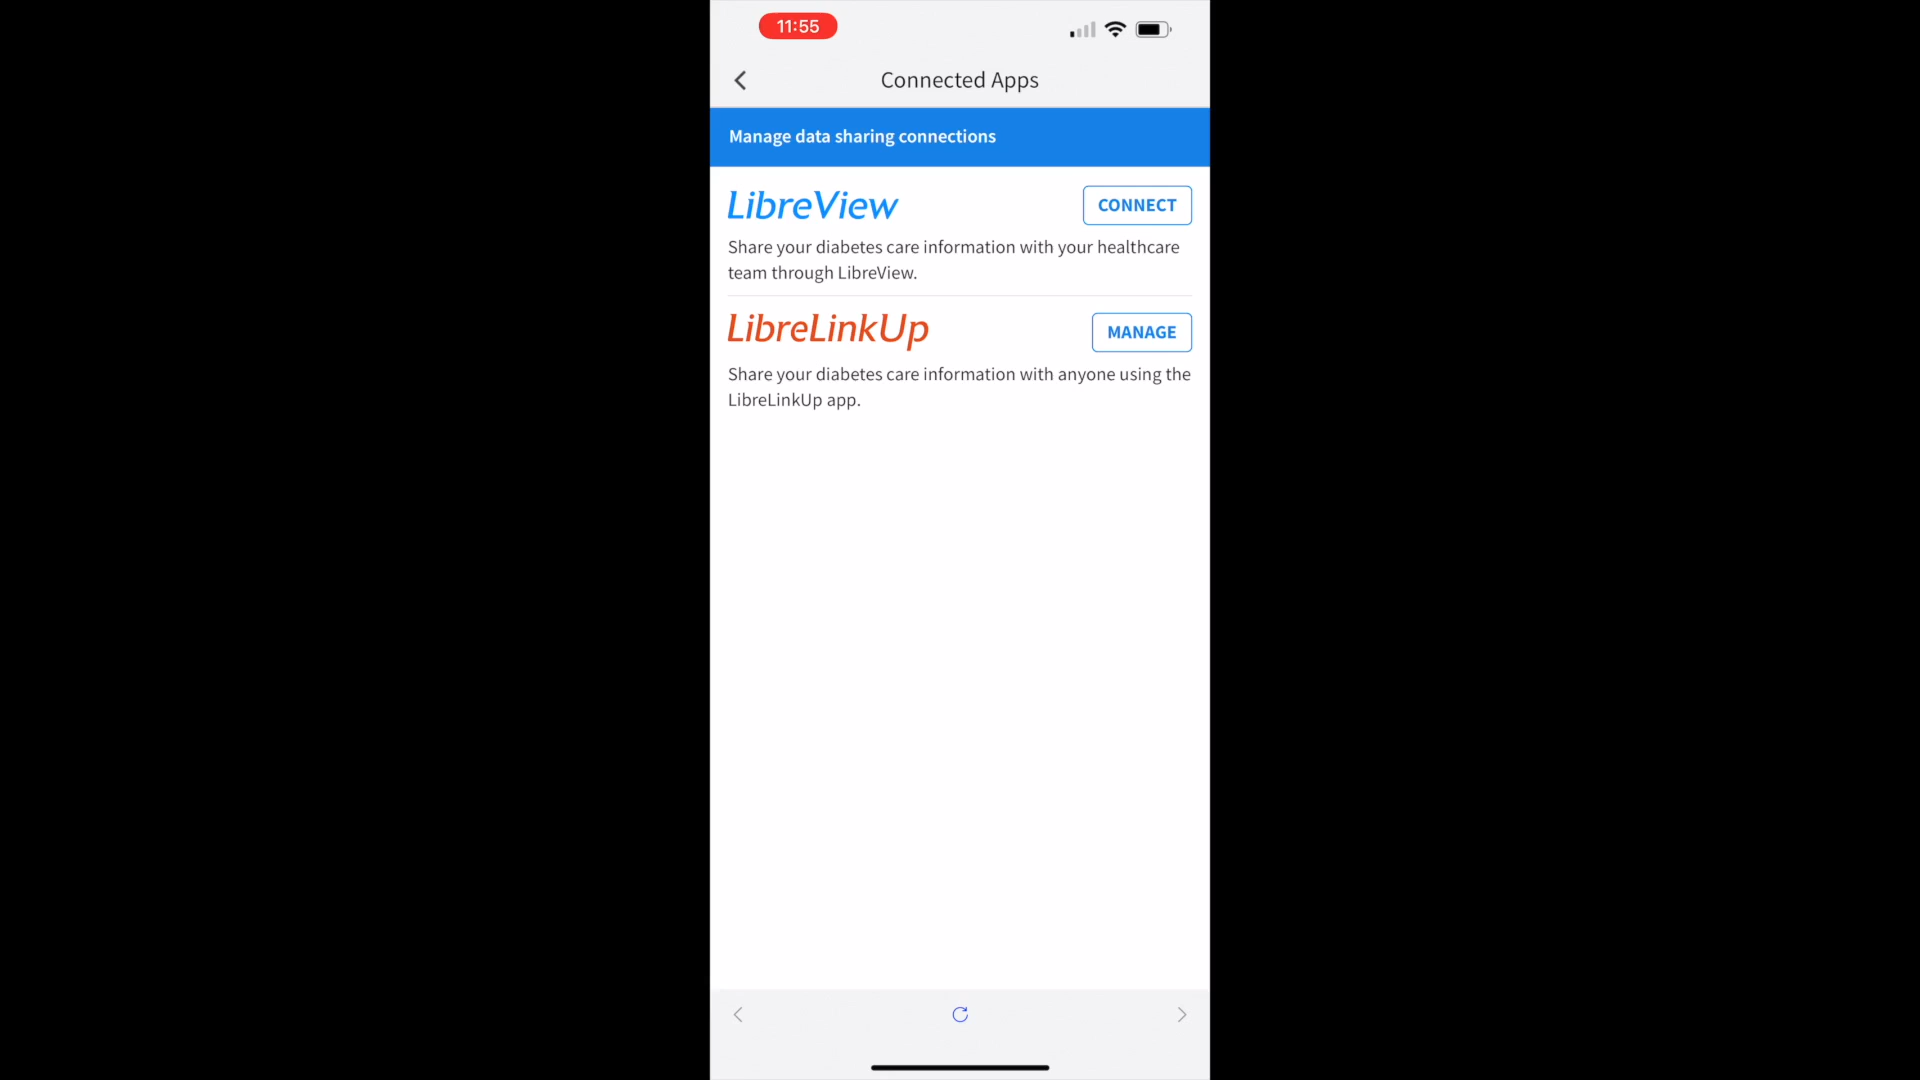 11:55
Connected Apps
Manage data sharing connections
LibreView
CONNECT
Share your diabetes care information with your healthcare
team through LibreView.
LibreLinkUp
MANAGE
Share your diabetes care information with anyone using the
LibreLinkUp app.